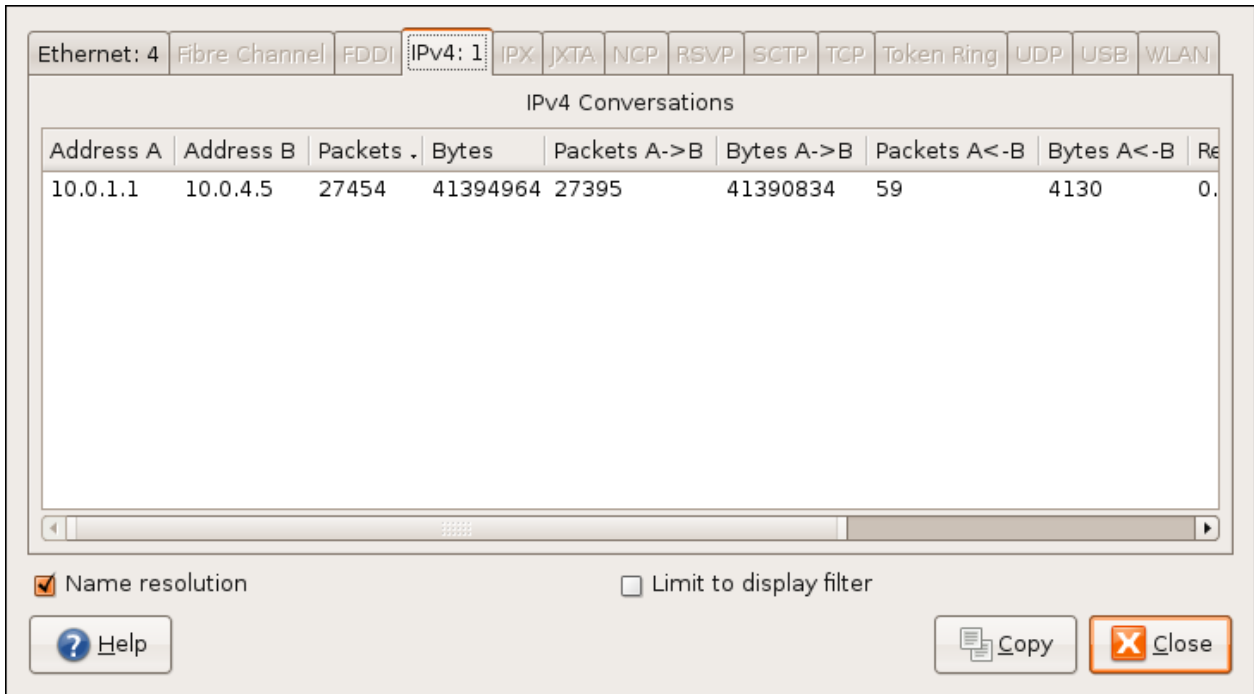 Ethernet: 4 Fibre Channel FDDI IPv4: 1 IPX JXTA NCP RSVP SCTP TCP Token Ring UDP USB WLAN
IPv4 Conversations
Address A Address B Packets Bytes Packets A->B Bytes A->B Packets A<-B Bytes A<-B Re
10.0.1.1 10.0.4.5 27454 41394964 27395 41390834 59 4130 0.
Name resolution Limit to display filter
Help Copy Close